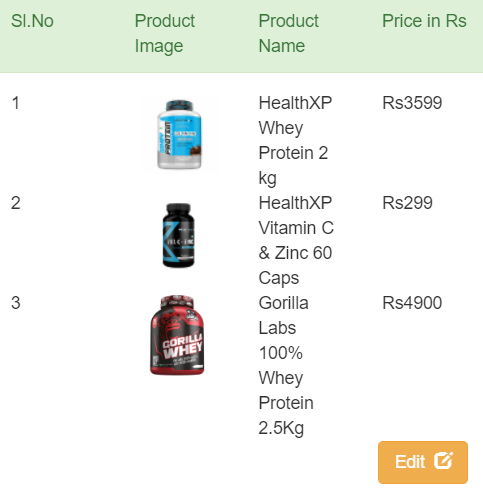 Sl.No Product Image Product Name Price in Rs
1 HealthXP Whey Protein 2 kg Rs3599
PROTEIN
2 HealthXP Vitamin C & Zinc 60 Caps Rs299
3 Gorilla Labs 100% Whey Protein 2.5Kg Rs4900
GORILLA
WHEY
Edit